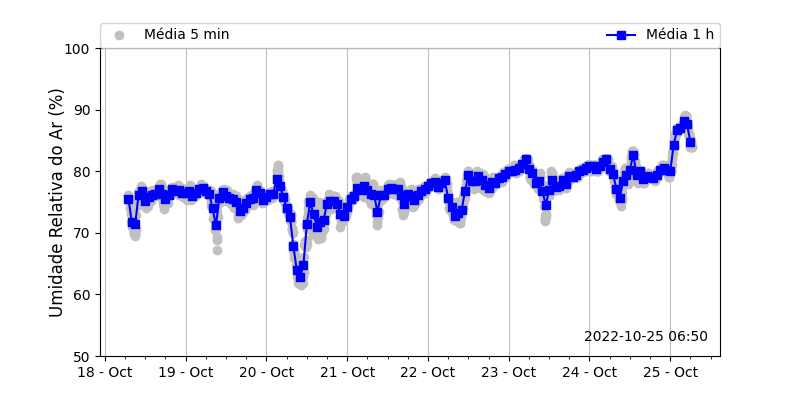 Média 5 min Média 1 h
Umidade Relativa do Ar (%)
100
90
80
70
60
50
2022-10-25 06:50
18 - Oct 19 - Oct 20 - Oct 21 - Oct 22 - Oct 23 - Oct 24 - Oct 25 - Oct